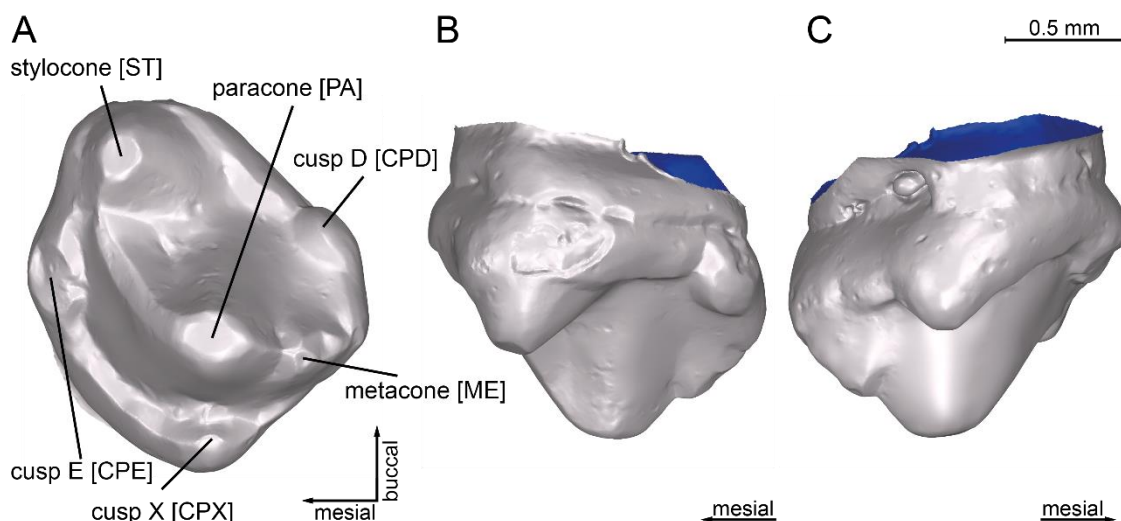 A
B
C
0.5 mm
stylocone [ST]
paracone [PA]
cusp D [CPD]
metacone [ME]
cusp E [CPE]
cusp X [CPX]
buccal
mesial
mesial
mesial